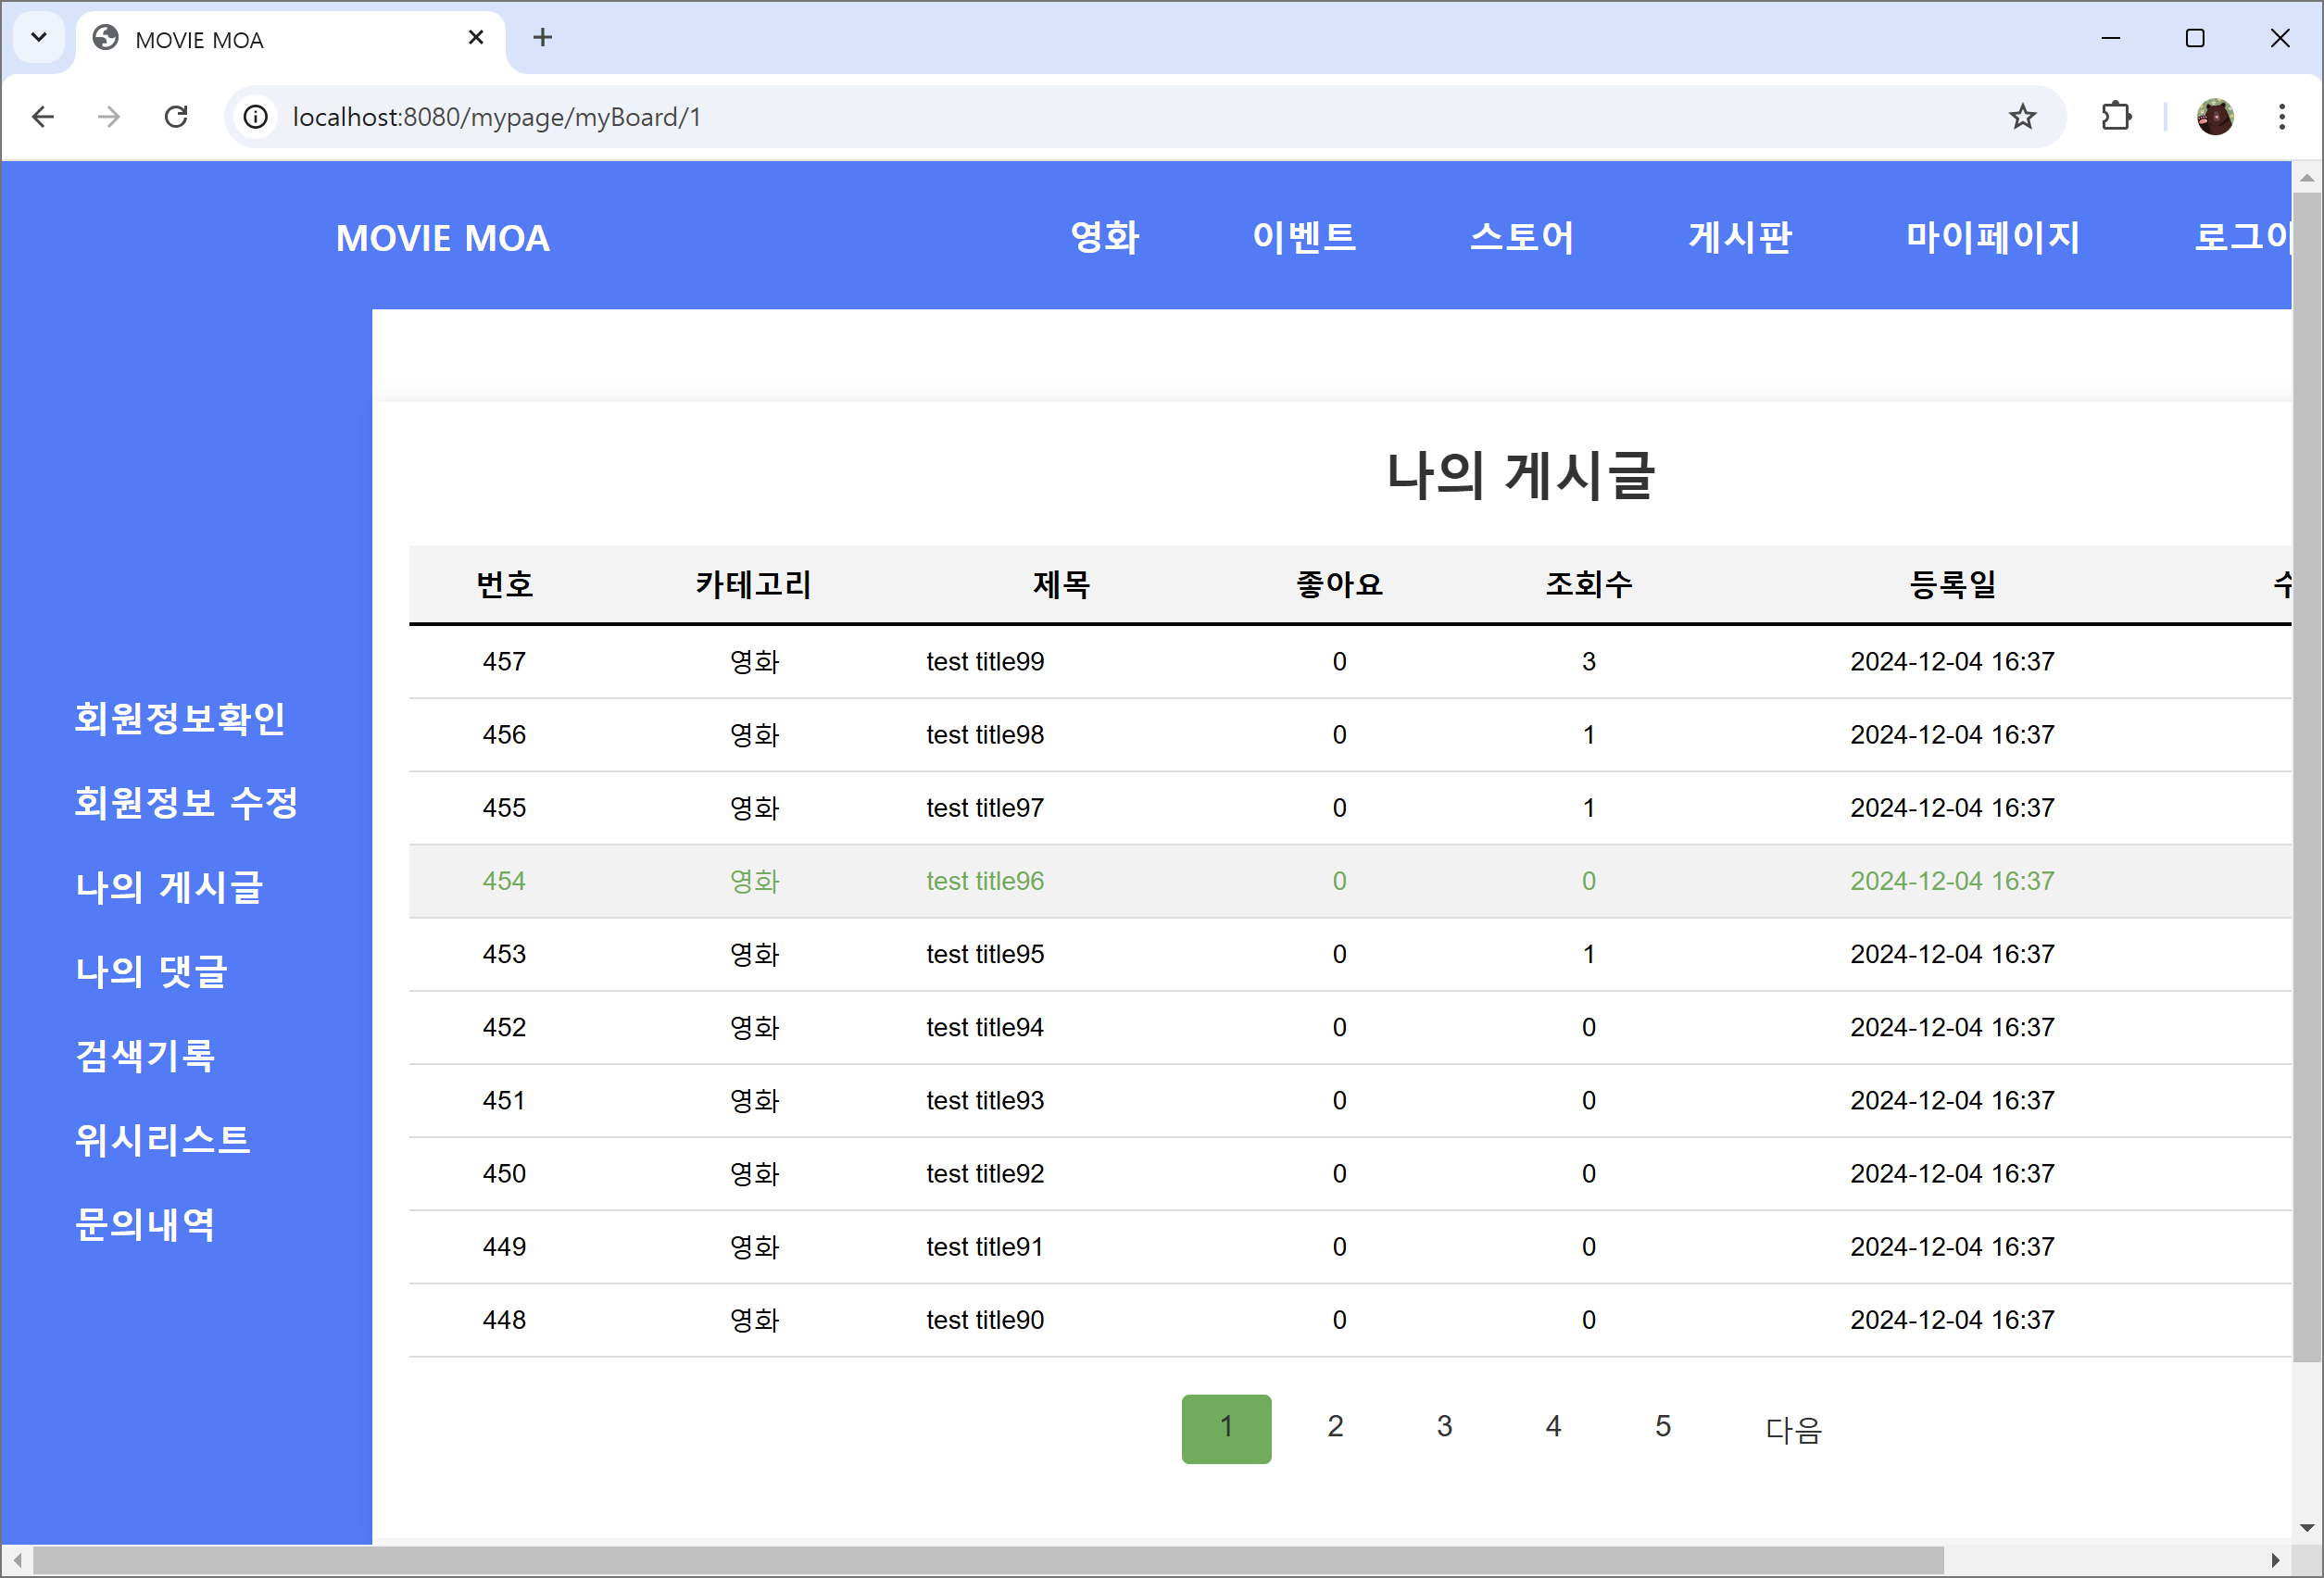 MOVIE MOA
localhost:8080/mypage/myBoard/1
MOVIE MOA 영화 이벤트 스토어 게시판 마이페이지
회원정보확인
회원정보 수정
나의 게시글
나의 댓글
검색기록
위시리스트
문의내역
나의 게시글
번호 카테고리 제목 좋아요 조회수 등록일
457 영화 test title99 0 3 2024-12-04 16:37
456 영화 test title98 0 1 2024-12-04 16:37
455 영화 test title97 0 1 2024-12-04 16:37
454 영화 test title96 0 0 2024-12-04 16:37
453 영화 test title95 0 1 2024-12-04 16:37
452 영화 test title94 0 0 2024-12-04 16:37
451 영화 test title93 0 0 2024-12-04 16:37
450 영화 test title92 0 0 2024-12-04 16:37
449 영화 test title91 0 0 2024-12-04 16:37
448 영화 test title90 0 0 2024-12-04 16:37
1 2 3 4 5 다음